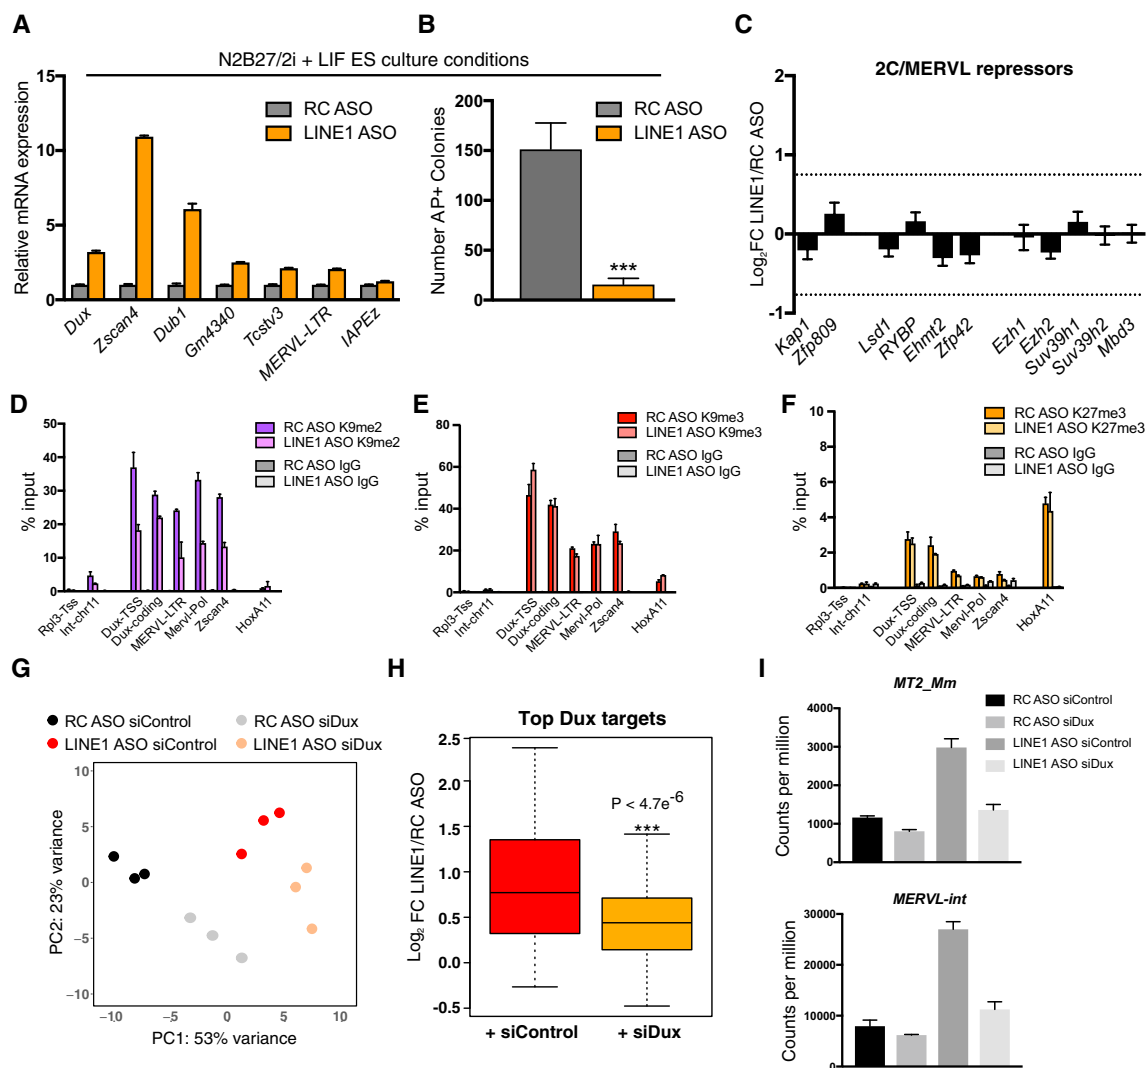 A
N2B27/2i + LIF ES culture conditions
Relative mRNA expression
15
10
5
0
RC ASO
LINE1 ASO
Dux
Zscan4
Dub1
Gm4340
Tcstv3
MERVL-LTR
IAPEz
B
Number AP+ Colonies
200
150
100
50
0
RC ASO
LINE1 ASO
***
C
2C/MERVL repressors
Log2FC LINE1/RC ASO
2
1
0
-1
Kap1
Zfp809
Lsd1
RYBP
Ehmt2
Zfp42
Ezh1
Ezh2
Suv39h1
Suv39h2
Mbd3
D
% input
50
40
30
20
10
0
RC ASO K9me2
LINE1 ASO K9me2
RC ASO IgG
LINE1 ASO IgG
Rpl3-Tss
Int-chr11
Dux-TSS
Dux-coding
MERVL-LTR
Mervl-Pol
Zscan4
HoxA11
E
% input
80
60
40
20
0
RC ASO K9me3
LINE1 ASO K9me3
RC ASO IgG
LINE1 ASO IgG
Rpl3-Tss
Int-chr11
Dux-TSS
Dux-coding
MERVL-LTR
Mervl-Pol
Zscan4
HoxA11
F
% input
10
8
6
4
2
0
RC ASO K27me3
LINE1 ASO K27me3
RC ASO IgG
LINE1 ASO IgG
Rpl3-Tss
Int-chr11
Dux-TSS
Dux-coding
MERVL-LTR
Mervl-Pol
Zscan4
HoxA11
G
RC ASO siControl
RC ASO siDux
LINE1 ASO siControl
LINE1 ASO siDux
PC2: 23% variance
10
5
0
−5
−10
−10
−5
0
5
10
PC1: 53% variance
H
Top Dux targets
Log2 FC LINE1/RC ASO
2.5
2.0
1.5
1.0
0.5
0.0
-0.5
P < 4.7e-6
***
+ siControl
+ siDux
I
MT2_Mm
Counts per million
4000
3000
2000
1000
0
RC ASO siControl
RC ASO siDux
LINE1 ASO siControl
LINE1 ASO siDux
MERVL-int
Counts per million
30000
20000
10000
0